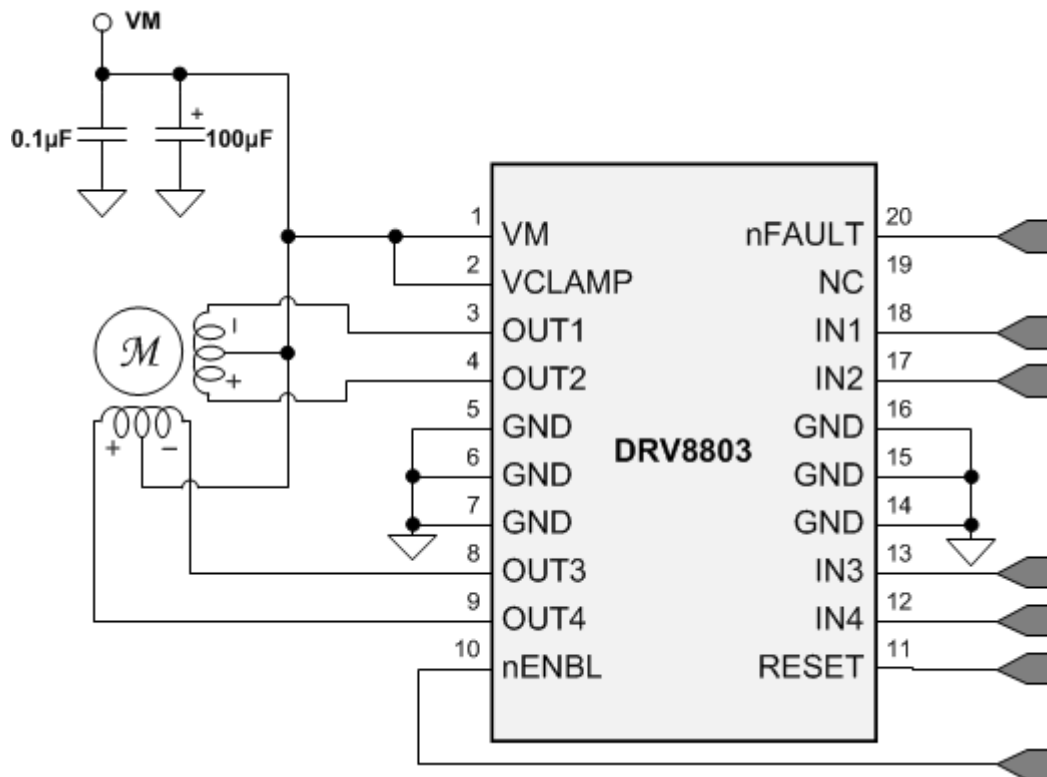 VM
+
0.1µF
100µF
1 VM nFAULT 20
2 VCLAMP NC 19
3 OUT1 IN1 18
–
4 OUT2 IN2 17
M
+
5 GND GND 16
+ –
DRV8803
6 GND GND 15
7 GND GND 14
8 OUT3 IN3 13
9 OUT4 IN4 12
10 nENBL RESET 11